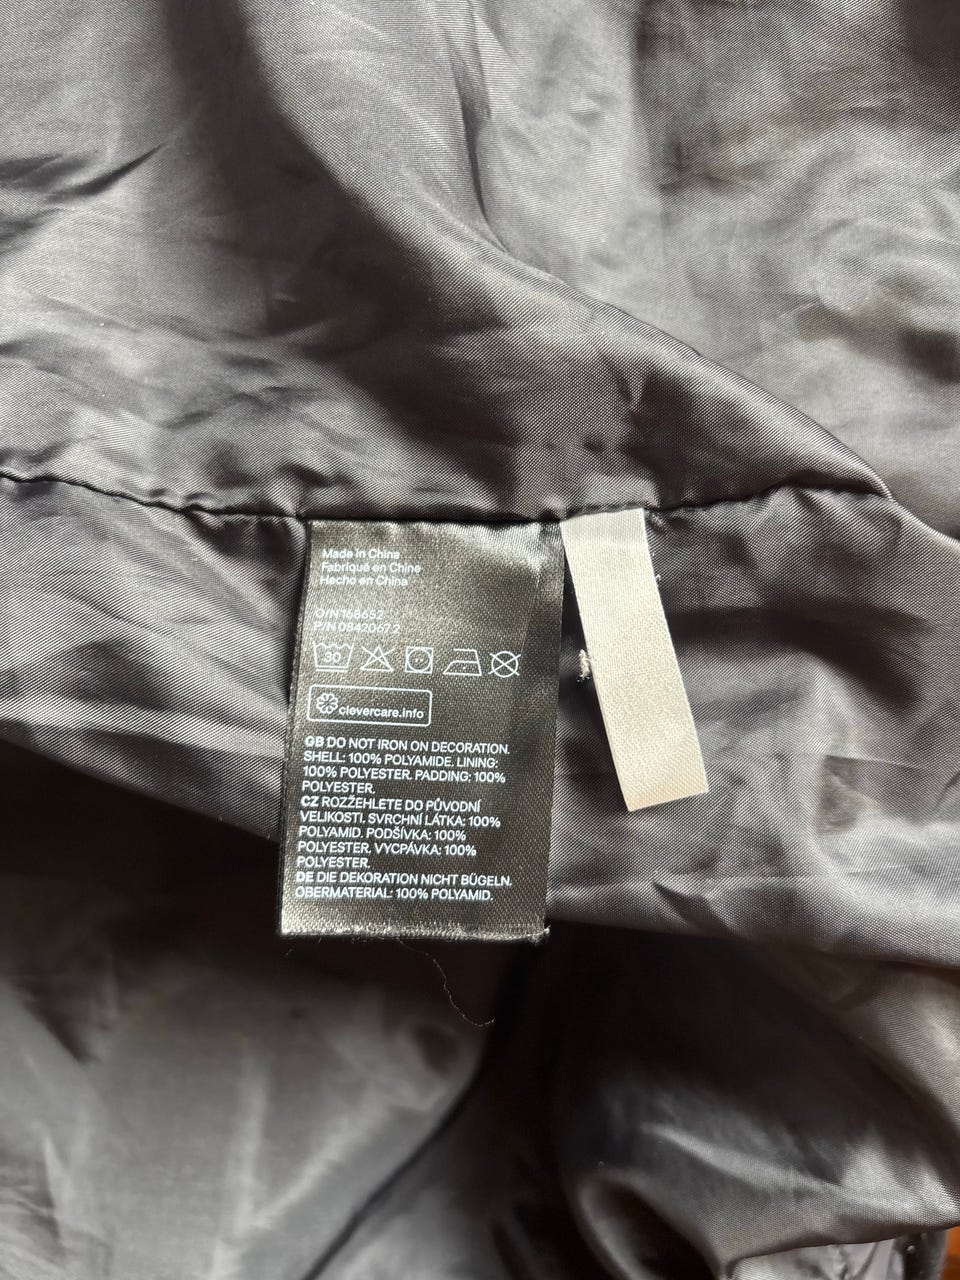 Made in China
Fabriqué en Chine
Hecho en China
O/N 168652
P/N 0842067 2
30
clevercare.info
GB DO NOT IRON ON DECORATION.
SHELL: 100% POLYAMIDE. LINING:
100% POLYESTER. PADDING: 100%
POLYESTER.
CZ ROZŽEHLETE DO PŮVODNÍ
VELIKOSTI. SVRCHNÍ LÁTKA: 100%
POLYAMID. PODŠÍVKA: 100%
POLYESTER. VYCPÁVKA: 100%
POLYESTER.
DE DIE DEKORATION NICHT BÜGELN.
OBERMATERIAL: 100% POLYAMID.